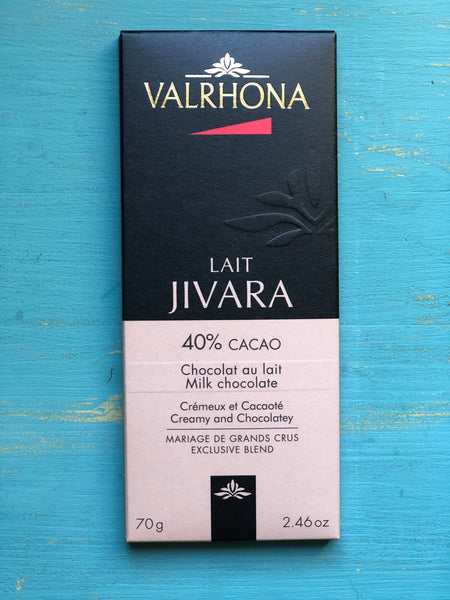 VALRHONA
LAIT
JIVARA
40% CACAO
Chocolat au lait
Milk chocolate
Crémeux et Cacaoté
Creamy and Chocolatey
MARIAGE DE GRANDS CRUS
EXCLUSIVE BLEND
70g 2.46oz